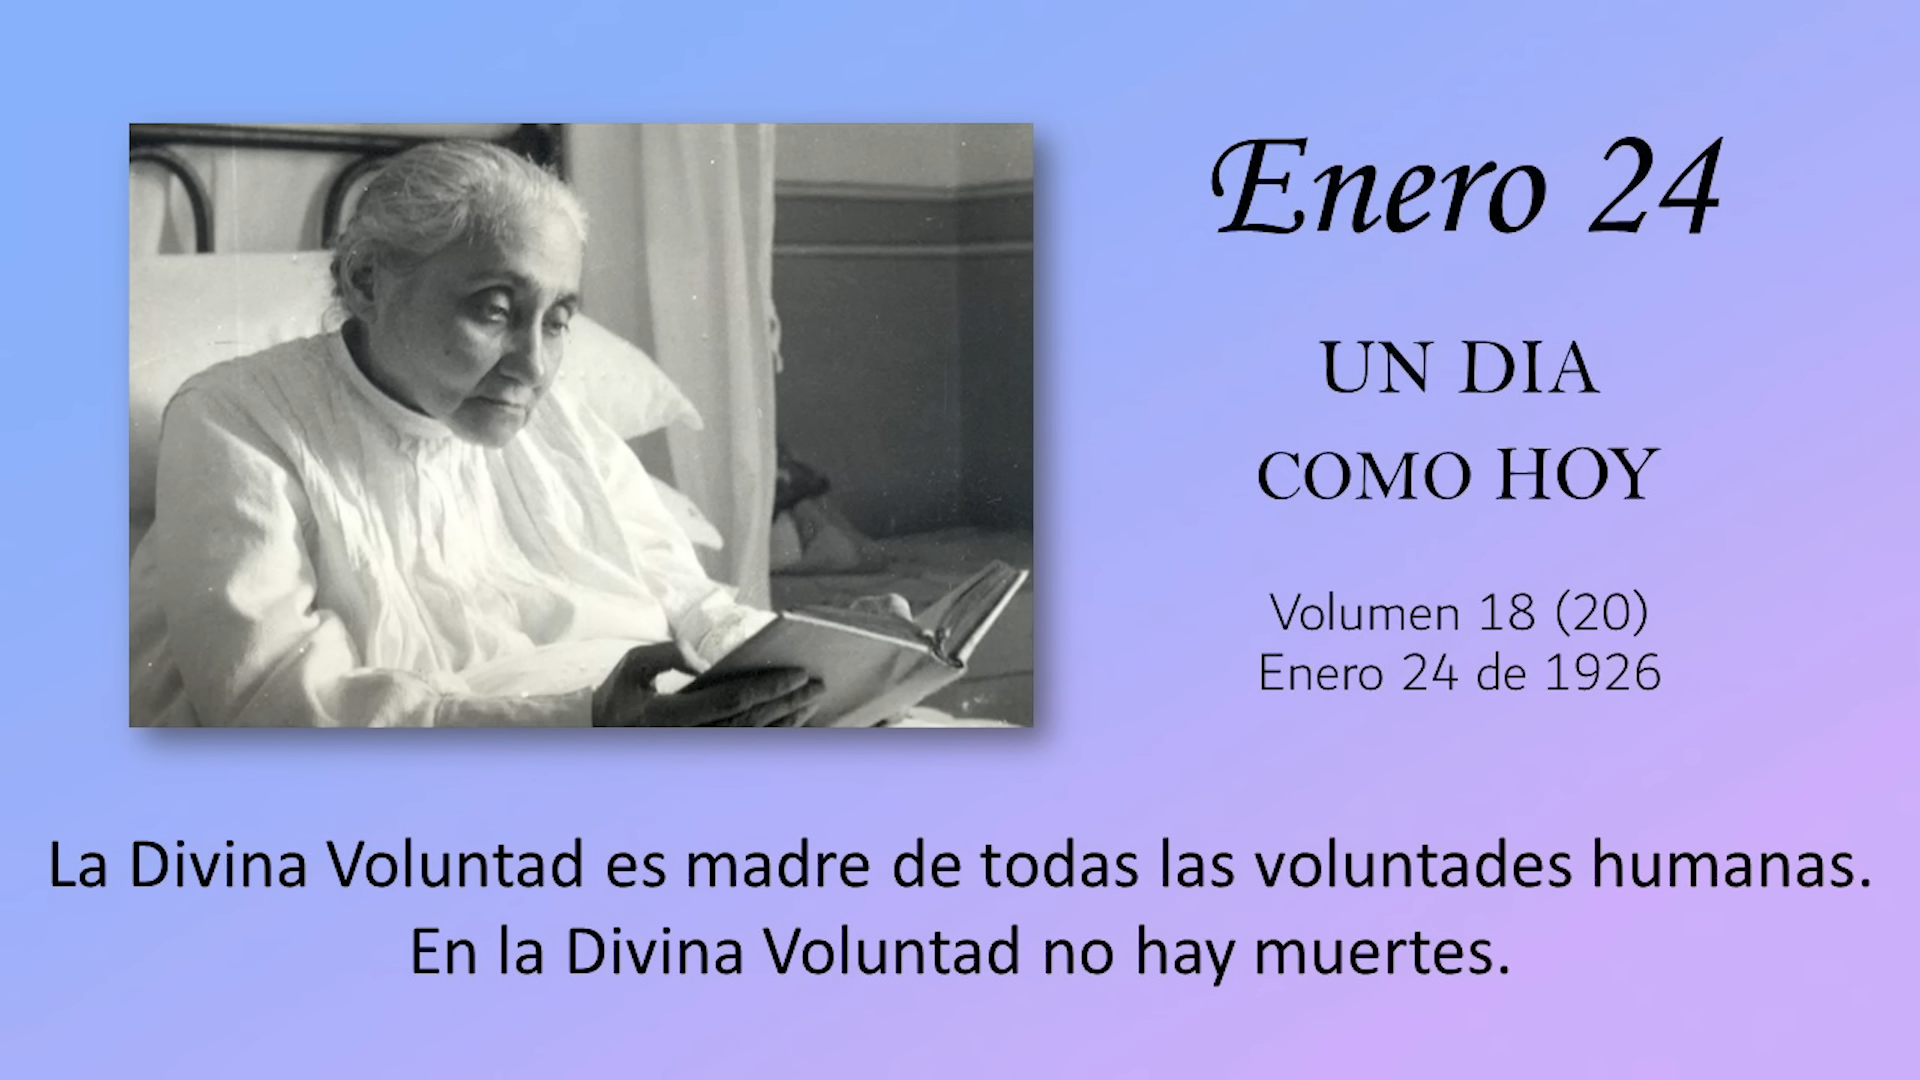 Enero 24
UN DIA
COMO HOY
Volumen 18 (20)
Enero 24 de 1926
La Divina Voluntad es madre de todas las voluntades humanas.
En la Divina Voluntad no hay muertes.